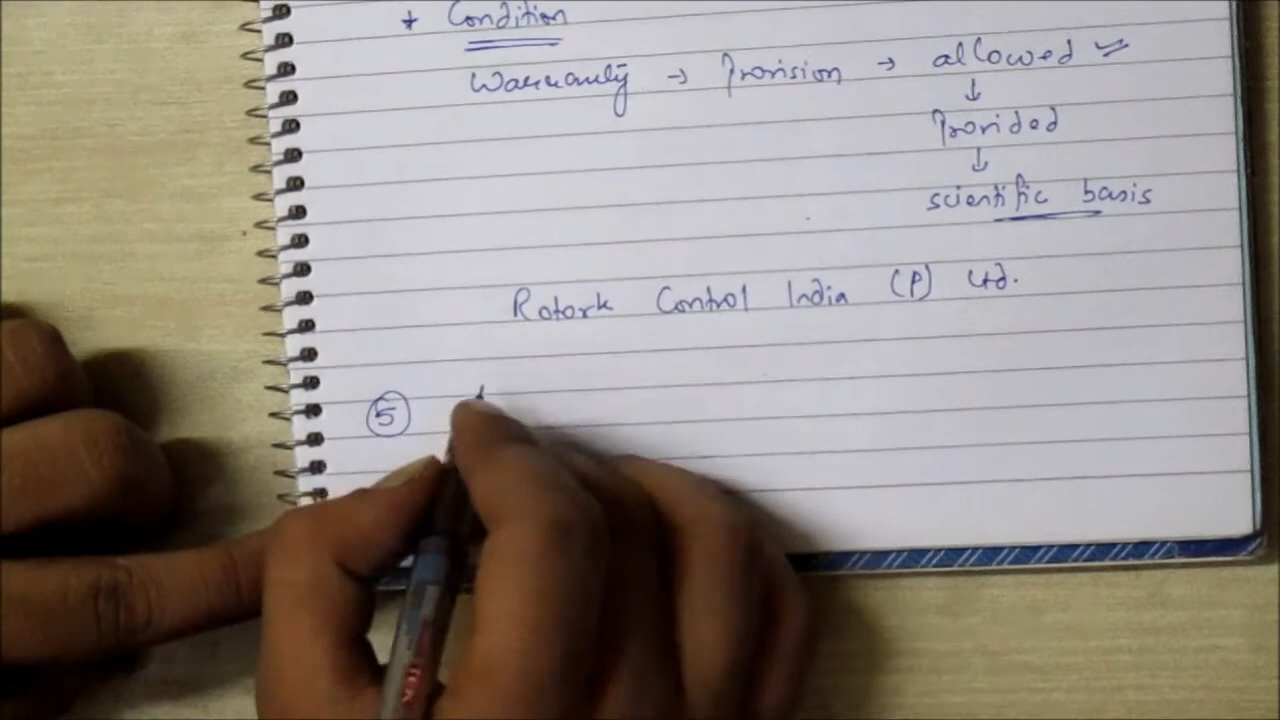 * Condition
Warranty → Provision → allowed
↓
Provided
↓
scientific basis
Rotork Control India (P) Ltd.
5